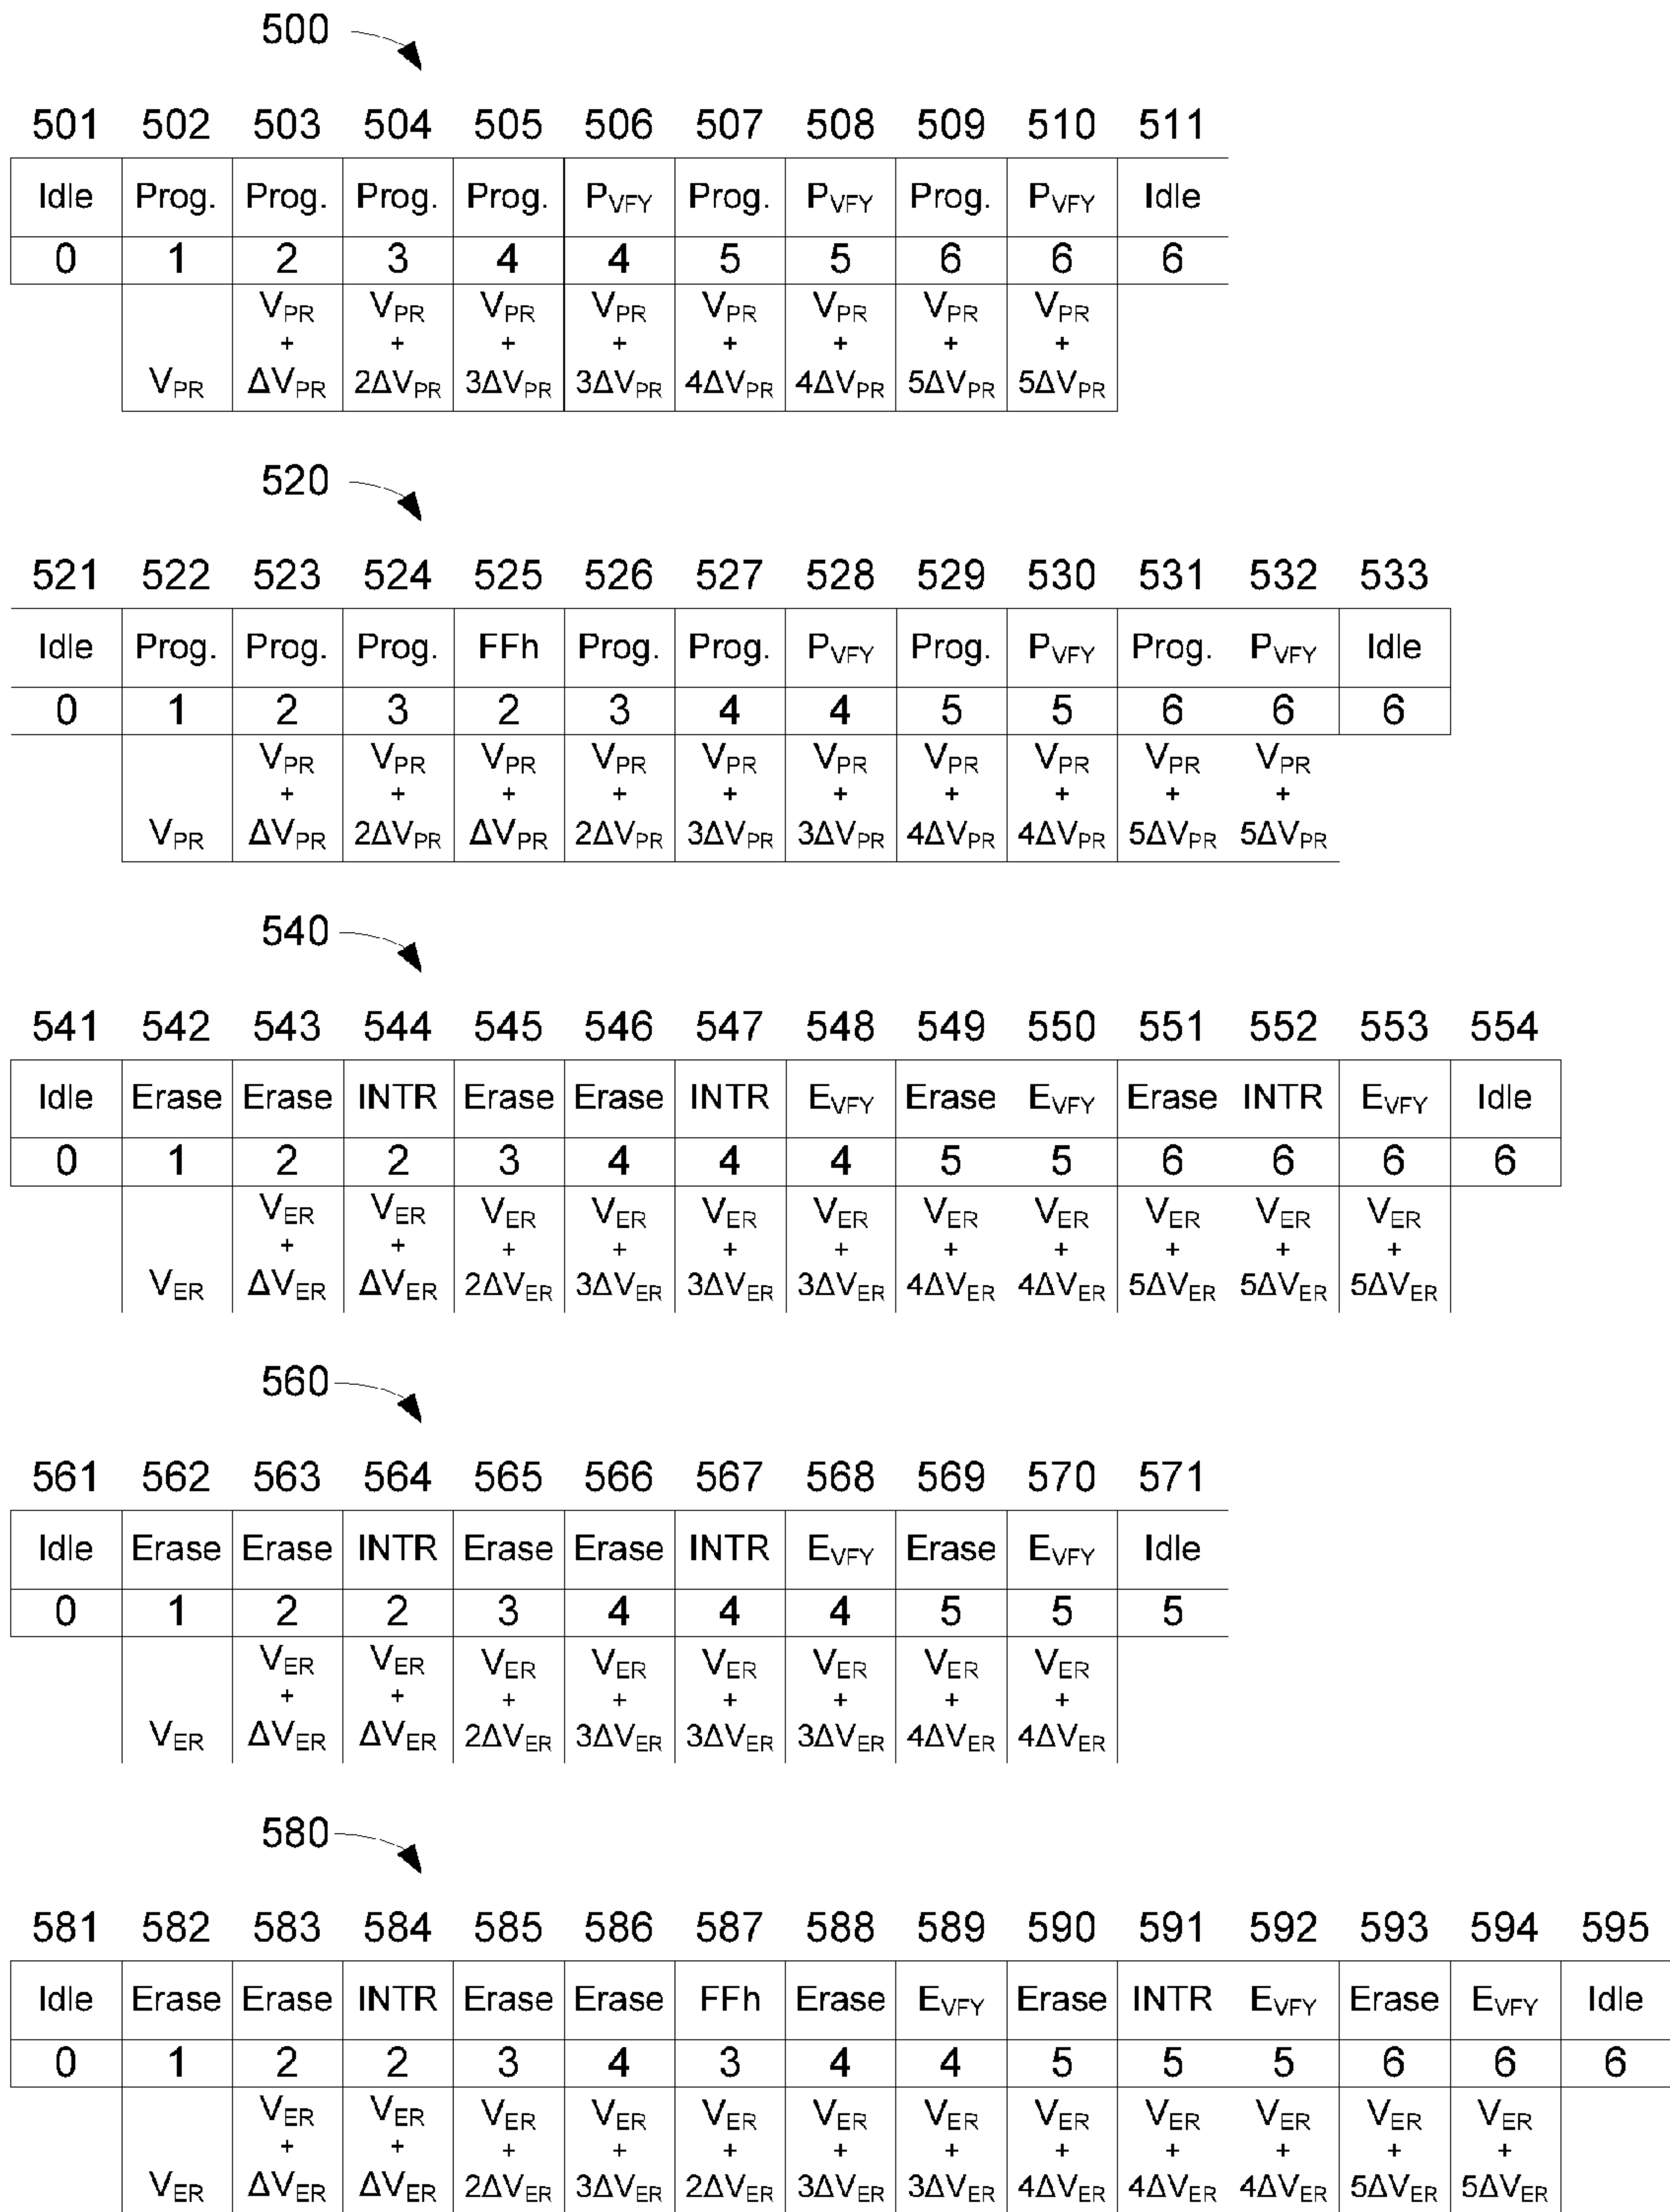 500
501 502 503 504 505 506 507 508 509 510 511
Idle Prog. Prog. Prog. Prog. PVFY Prog. PVFY Prog. PVFY Idle
0 1 2 3 4 4 5 5 6 6 6
VPR VPR VPR VPR VPR VPR VPR VPR
+ + + + + + + +
VPR ΔVPR 2ΔVPR 3ΔVPR 3ΔVPR 4ΔVPR 4ΔVPR 5ΔVPR 5ΔVPR
520
521 522 523 524 525 526 527 528 529 530 531 532 533
Idle Prog. Prog. Prog. FFh Prog. Prog. PVFY Prog. PVFY Prog. PVFY Idle
0 1 2 3 2 3 4 4 5 5 6 6 6
VPR VPR VPR VPR VPR VPR VPR VPR VPR VPR
+ + + + + + + + + +
VPR ΔVPR 2ΔVPR ΔVPR 2ΔVPR 3ΔVPR 3ΔVPR 4ΔVPR 4ΔVPR 5ΔVPR 5ΔVPR
540
541 542 543 544 545 546 547 548 549 550 551 552 553 554
Idle Erase Erase INTR Erase Erase INTR EVFY Erase EVFY Erase INTR EVFY Idle
0 1 2 2 3 4 4 4 5 5 6 6 6 6
VER VER VER VER VER VER VER VER VER VER VER
+ + + + + + + + + + +
VER ΔVER ΔVER 2ΔVER 3ΔVER 3ΔVER 3ΔVER 4ΔVER 4ΔVER 5ΔVER 5ΔVER 5ΔVER
560
561 562 563 564 565 566 567 568 569 570 571
Idle Erase Erase INTR Erase Erase INTR EVFY Erase EVFY Idle
0 1 2 2 3 4 4 4 5 5 5
VER VER VER VER VER VER VER VER
+ + + + + + + +
VER ΔVER ΔVER 2ΔVER 3ΔVER 3ΔVER 3ΔVER 4ΔVER 4ΔVER
580
581 582 583 584 585 586 587 588 589 590 591 592 593 594 595
Idle Erase Erase INTR Erase Erase FFh Erase EVFY Erase INTR EVFY Erase EVFY Idle
0 1 2 2 3 4 3 4 4 5 5 5 6 6 6
VER VER VER VER VER VER VER VER VER VER VER VER
+ + + + + + + + + + + +
VER ΔVER ΔVER 2ΔVER 3ΔVER 2ΔVER 3ΔVER 3ΔVER 4ΔVER 4ΔVER 4ΔVER 5ΔVER 5ΔVER